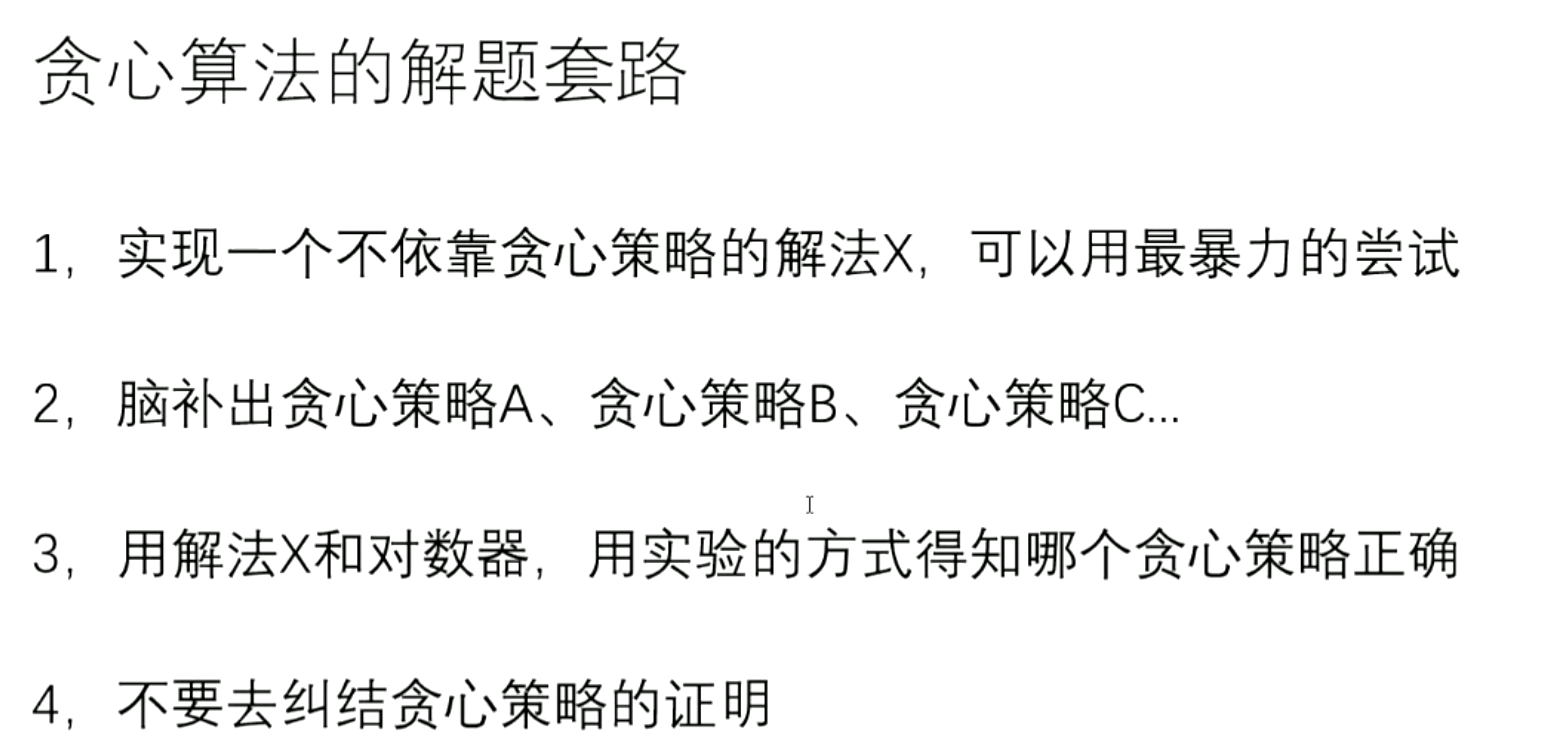 贪心算法的解题套路
1，实现一个不依靠贪心策略的解法X，可以用最暴力的尝试
2，脑补出贪心策略A、贪心策略B、贪心策略C...
3，用解法X和对数器，用实验的方式得知哪个贪心策略正确
4，不要去纠结贪心策略的证明